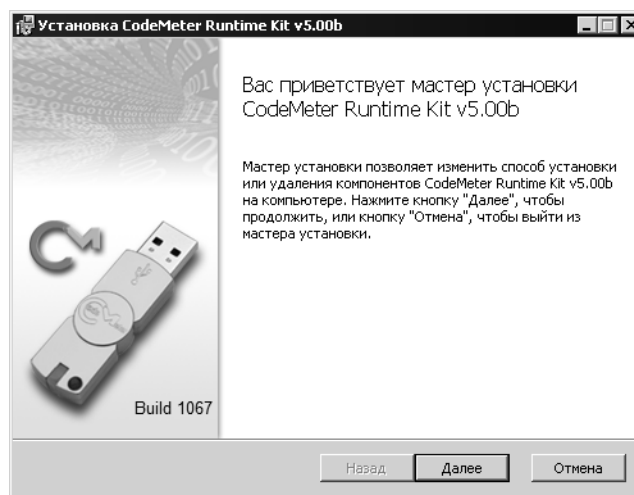 Установка CodeMeter Runtime Kit v5.00b
Вас приветствует мастер установки
CodeMeter Runtime Kit v5.00b
Мастер установки позволяет изменить способ установки
или удаления компонентов CodeMeter Runtime Kit v5.00b
на компьютере. Нажмите кнопку "Далее", чтобы
продолжить, или кнопку "Отмена", чтобы выйти из
мастера установки.
Build 1067
Назад Далее Отмена